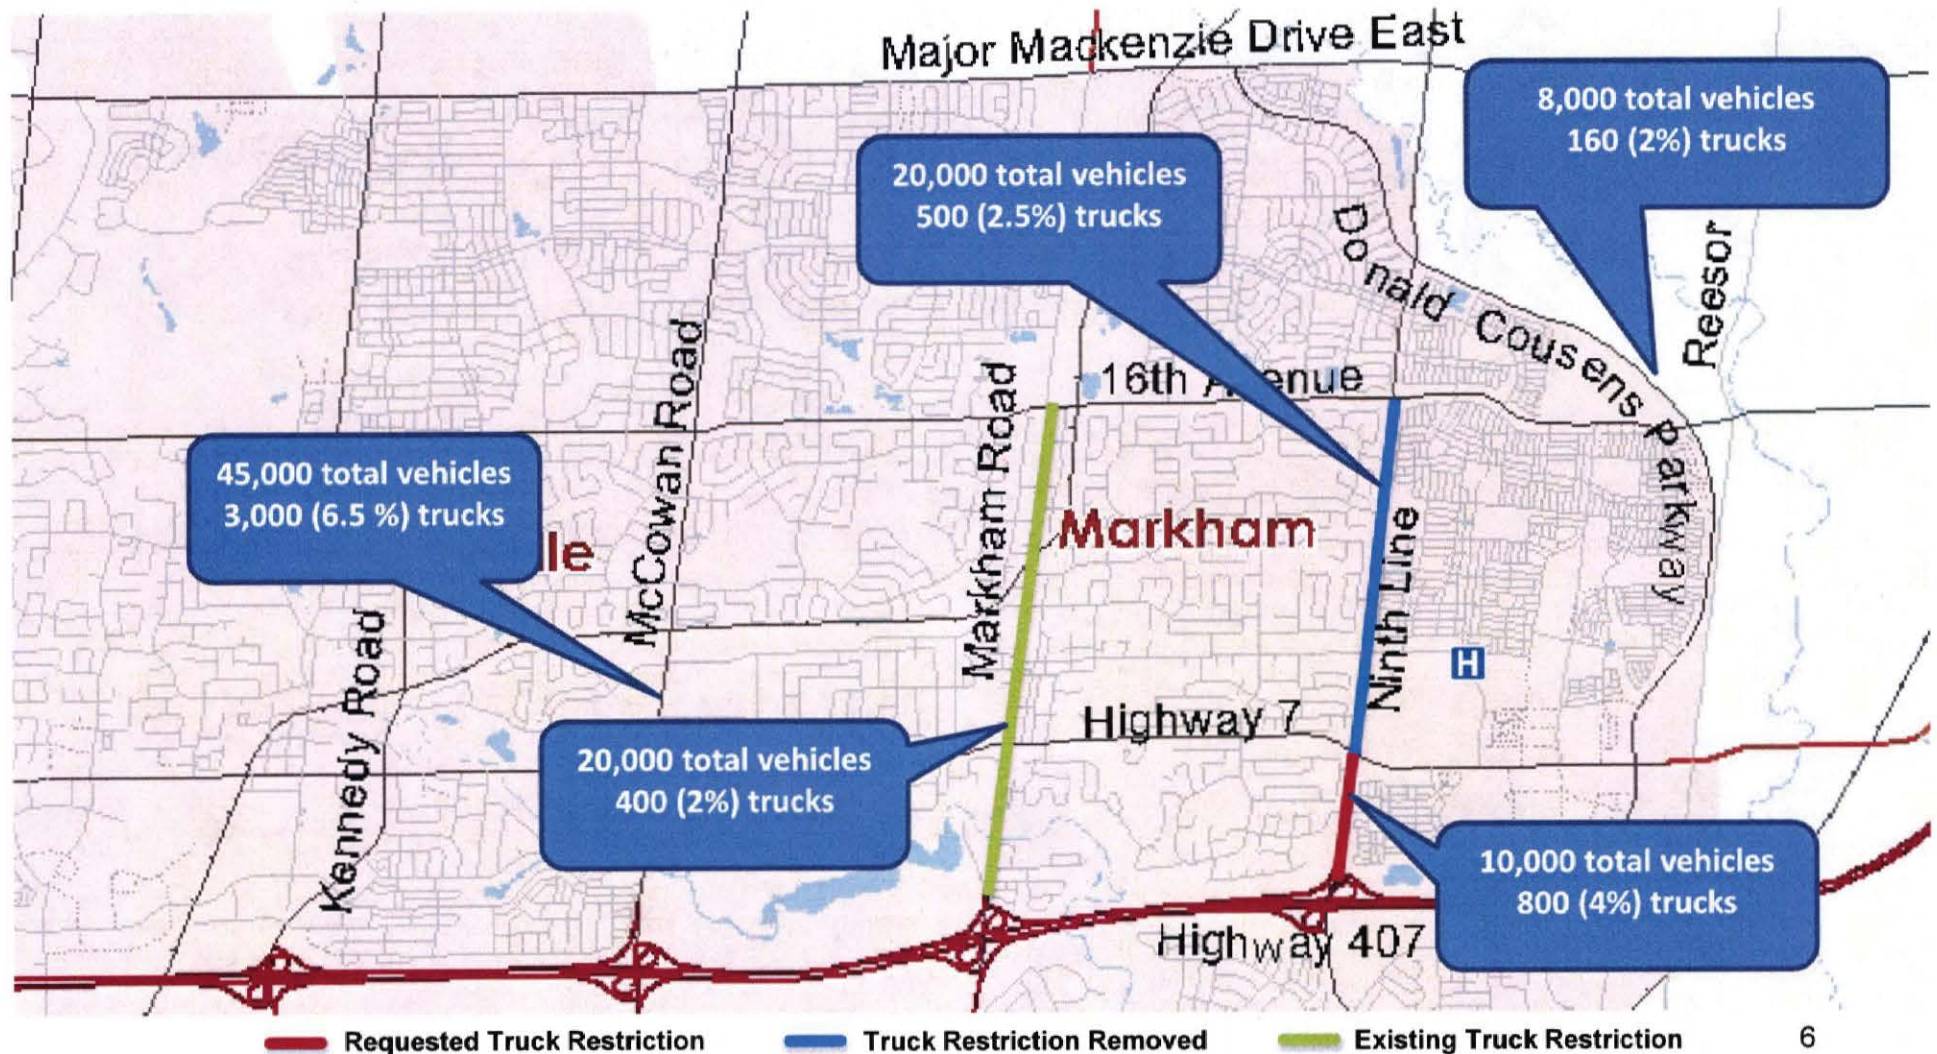 Major Mackenzie Drive East
8,000 total vehicles
160 (2%) trucks
20,000 total vehicles
500 (2.5%) trucks
Donald Cousens Parkway
Reesor
16th Avenue
McCowan Road
Markham Road
45,000 total vehicles
3,000 (6.5 %) trucks
lle
Markham
Ninth Line
H
Kennedy Road
Highway 7
20,000 total vehicles
400 (2%) trucks
10,000 total vehicles
800 (4%) trucks
Highway 407
Requested Truck Restriction
Truck Restriction Removed
Existing Truck Restriction
6